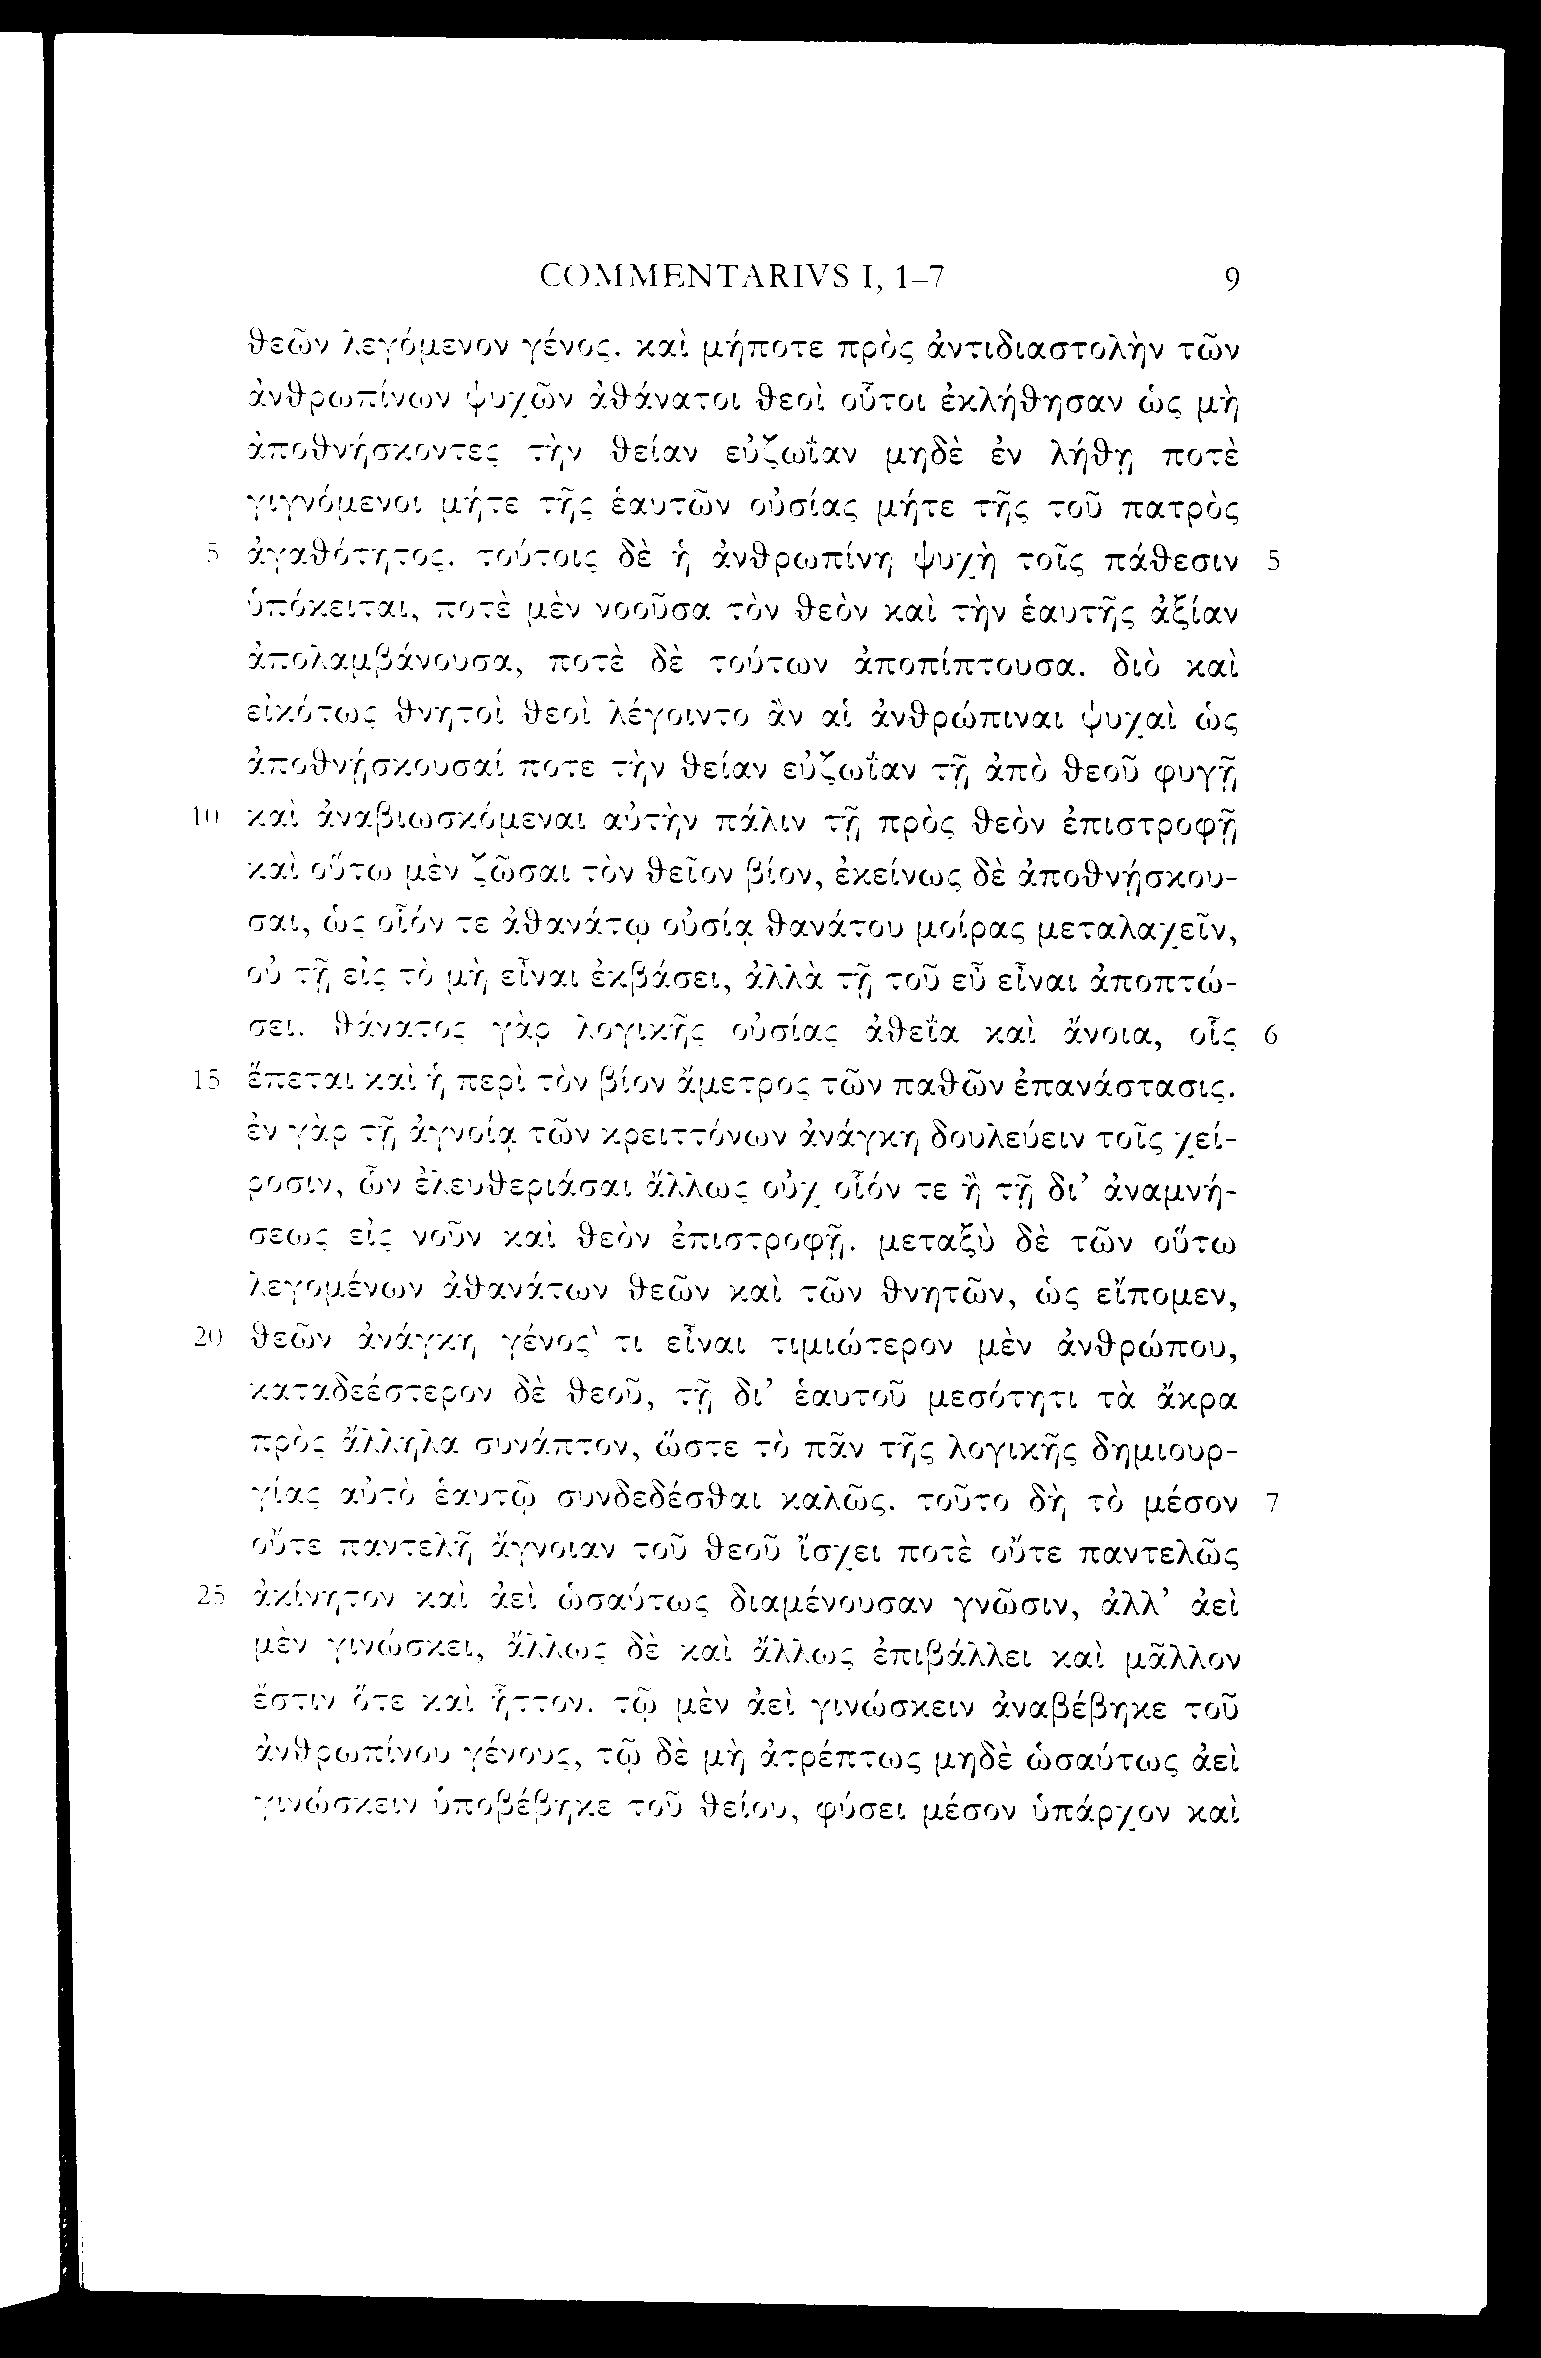 COMMENTARIVS I, 1–7 9
θεῶν λεγόμενον γένος. καὶ μήποτε πρὸς ἀντιδιαστολὴν τῶν
ἀνθρωπίνων ψυχῶν ἀθάνατοι θεοὶ οὗτοι ἐκλήθησαν ὡς μὴ
ἀποθνῄσκοντες τὴν θείαν εὐζωΐαν μηδὲ ἐν λήθῃ ποτὲ
γιγνόμενοι μήτε τῆς ἑαυτῶν οὐσίας μήτε τῆς τοῦ πατρὸς
5 ἀγαθότητος. τούτοις δὲ ἡ ἀνθρωπίνη ψυχὴ τοῖς πάθεσιν 5
ὑπόκειται, ποτὲ μὲν νοοῦσα τὸν θεὸν καὶ τὴν ἑαυτῆς ἀξίαν
ἀπολαμβάνουσα, ποτὲ δὲ τούτων ἀποπίπτουσα. διὸ καὶ
εἰκότως θνητοὶ θεοὶ λέγοιντο ἂν αἱ ἀνθρώπιναι ψυχαὶ ὡς
ἀποθνῄσκουσαί ποτε τὴν θείαν εὐζωΐαν τῇ ἀπὸ θεοῦ φυγῇ
10 καὶ ἀναβιωσκόμεναι αὐτὴν πάλιν τῇ πρὸς θεὸν ἐπιστροφῇ
καὶ οὕτω μὲν ζῶσαι τὸν θεῖον βίον, ἐκείνως δὲ ἀποθνῄσκου-
σαι, ὡς οἷόν τε ἀθανάτῳ οὐσίᾳ θανάτου μοίρας μεταλαχεῖν,
οὐ τῇ εἰς τὸ μὴ εἶναι ἐκβάσει, ἀλλὰ τῇ τοῦ εὖ εἶναι ἀποπτώ-
σει. θάνατος γὰρ λογικῆς οὐσίας ἀθεΐα καὶ ἄνοια, οἷς 6
15 ἕπεται καὶ ἡ περὶ τὸν βίον ἄμετρος τῶν παθῶν ἐπανάστασις.
ἐν γὰρ τῇ ἀγνοίᾳ τῶν κρειττόνων ἀνάγκη δουλεύειν τοῖς χεί-
ροσιν, ὧν ἐλευθεριάσαι ἄλλως οὐχ οἷόν τε ἢ τῇ δι’ ἀναμνή-
σεως εἰς νοῦν καὶ θεὸν ἐπιστροφῇ. μεταξὺ δὲ τῶν οὕτω
λεγομένων ἀθανάτων θεῶν καὶ τῶν θνητῶν, ὡς εἴπομεν,
20 θεῶν ἀνάγκη γένος τι εἶναι τιμιώτερον μὲν ἀνθρώπου,
καταδεέστερον δὲ θεοῦ, τῇ δι’ ἑαυτοῦ μεσότητι τὰ ἄκρα
πρὸς ἄλληλα συνάπτον, ὥστε τὸ πᾶν τῆς λογικῆς δημιουρ-
γίας αὐτὸ ἑαυτῷ συνδεδέσθαι καλῶς. τοῦτο δὴ τὸ μέσον 7
οὔτε παντελῆ ἄγνοιαν τοῦ θεοῦ ἴσχει ποτὲ οὔτε παντελῶς
25 ἀκίνητον καὶ ἀεὶ ὡσαύτως διαμένουσαν γνῶσιν, ἀλλ’ ἀεὶ
μὲν γινώσκει, ἄλλως δὲ καὶ ἄλλως ἐπιβάλλει καὶ μᾶλλον
ἔστιν ὅτε καὶ ἧττον. τῷ μὲν ἀεὶ γινώσκειν ἀναβέβηκε τοῦ
ἀνθρωπίνου γένους, τῷ δὲ μὴ ἀτρέπτως μηδὲ ὡσαύτως ἀεὶ
γινώσκειν ὑποβέβηκε τοῦ θείου, φύσει μέσον ὑπάρχον καὶ